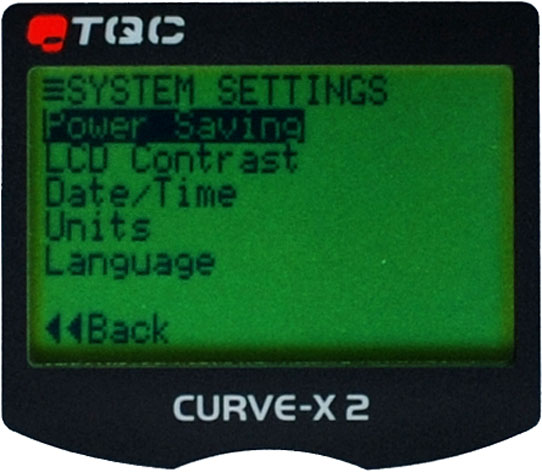 TQC
≡SYSTEM SETTINGS
Power Saving
LCD Contrast
Date/Time
Units
Language
◀◀Back
CURVE-X 2